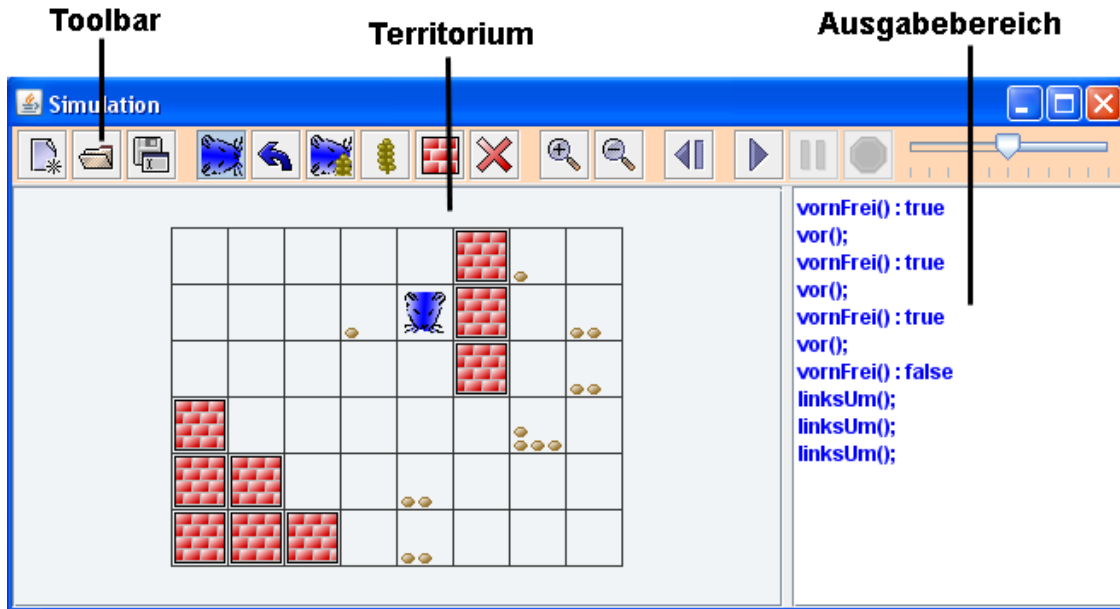 Toolbar
Territorium
Ausgabebereich
Simulation
vornFrei() : true
vor();
vornFrei() : true
vor();
vornFrei() : true
vor();
vornFrei() : false
linksUm();
linksUm();
linksUm();